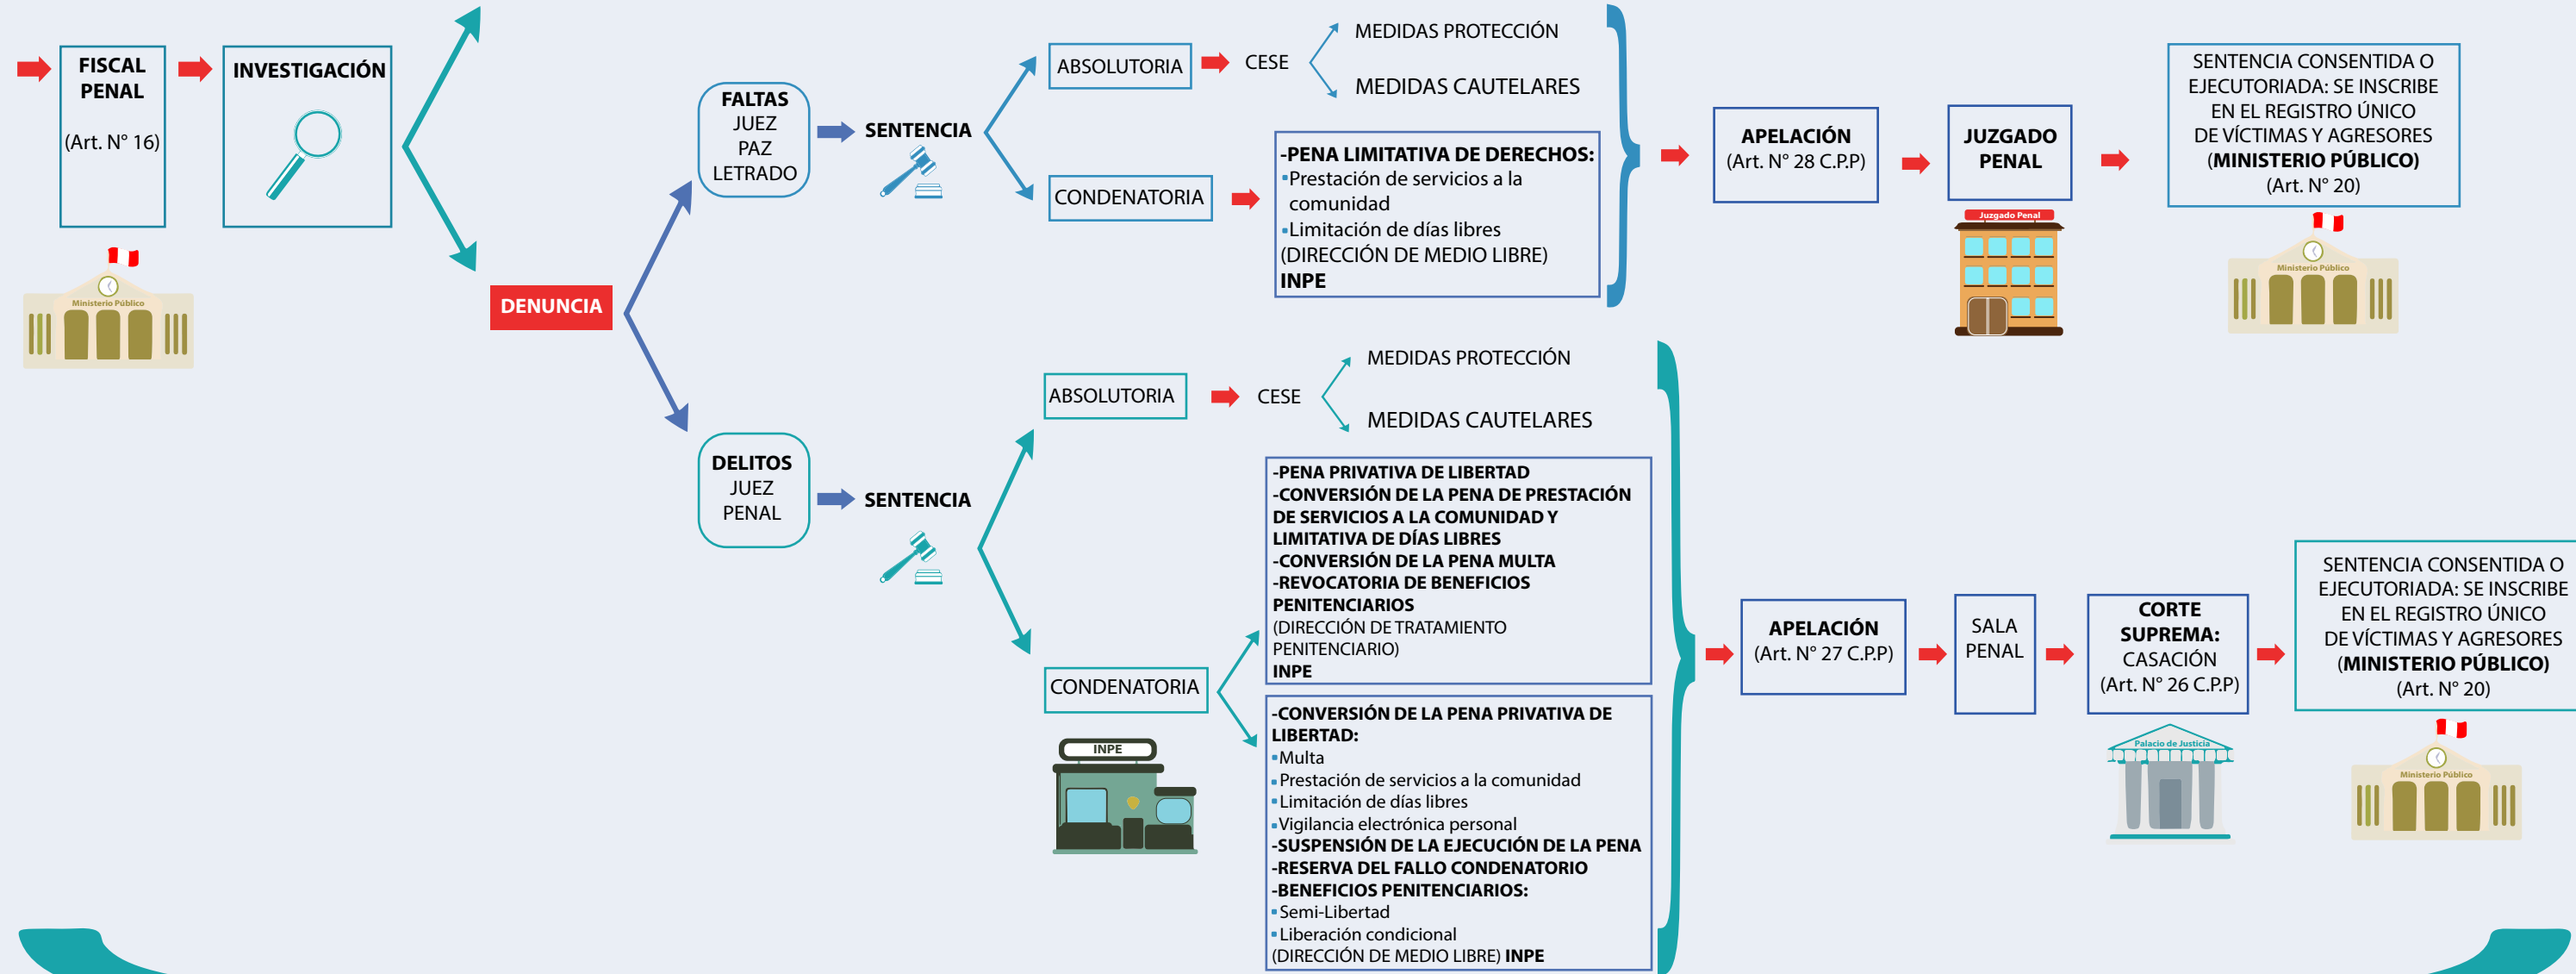 FISCAL
PENAL
(Art. N° 16)
Ministerio Público
INVESTIGACIÓN
DENUNCIA
FALTAS
JUEZ
PAZ
LETRADO
SENTENCIA
ABSOLUTORIA
CESE
MEDIDAS PROTECCIÓN
MEDIDAS CAUTELARES
CONDENATORIA
-PENA LIMITATIVA DE DERECHOS:
Prestación de servicios a la
comunidad
Limitación de días libres
(DIRECCIÓN DE MEDIO LIBRE)
INPE
APELACIÓN
(Art. N° 28 C.P.P)
JUZGADO
PENAL
Juzgado Penal
SENTENCIA CONSENTIDA O
EJECUTORIADA: SE INSCRIBE
EN EL REGISTRO ÚNICO
DE VÍCTIMAS Y AGRESORES
(MINISTERIO PÚBLICO)
(Art. N° 20)
Ministerio Público
DELITOS
JUEZ
PENAL
SENTENCIA
ABSOLUTORIA
CESE
MEDIDAS PROTECCIÓN
MEDIDAS CAUTELARES
CONDENATORIA
INPE
-PENA PRIVATIVA DE LIBERTAD
-CONVERSIÓN DE LA PENA DE PRESTACIÓN
DE SERVICIOS A LA COMUNIDAD Y
LIMITATIVA DE DÍAS LIBRES
-CONVERSIÓN DE LA PENA MULTA
-REVOCATORIA DE BENEFICIOS
PENITENCIARIOS
(DIRECCIÓN DE TRATAMIENTO
PENITENCIARIO)
INPE
-CONVERSIÓN DE LA PENA PRIVATIVA DE
LIBERTAD:
Multa
Prestación de servicios a la comunidad
Limitación de días libres
Vigilancia electrónica personal
-SUSPENSIÓN DE LA EJECUCIÓN DE LA PENA
-RESERVA DEL FALLO CONDENATORIO
-BENEFICIOS PENITENCIARIOS:
Semi-Libertad
Liberación condicional
(DIRECCIÓN DE MEDIO LIBRE) INPE
APELACIÓN
(Art. N° 27 C.P.P)
SALA
PENAL
CORTE
SUPREMA:
CASACIÓN
(Art. N° 26 C.P.P)
Palacio de Justicia
SENTENCIA CONSENTIDA O
EJECUTORIADA: SE INSCRIBE
EN EL REGISTRO ÚNICO
DE VÍCTIMAS Y AGRESORES
(MINISTERIO PÚBLICO)
(Art. N° 20)
Ministerio Público